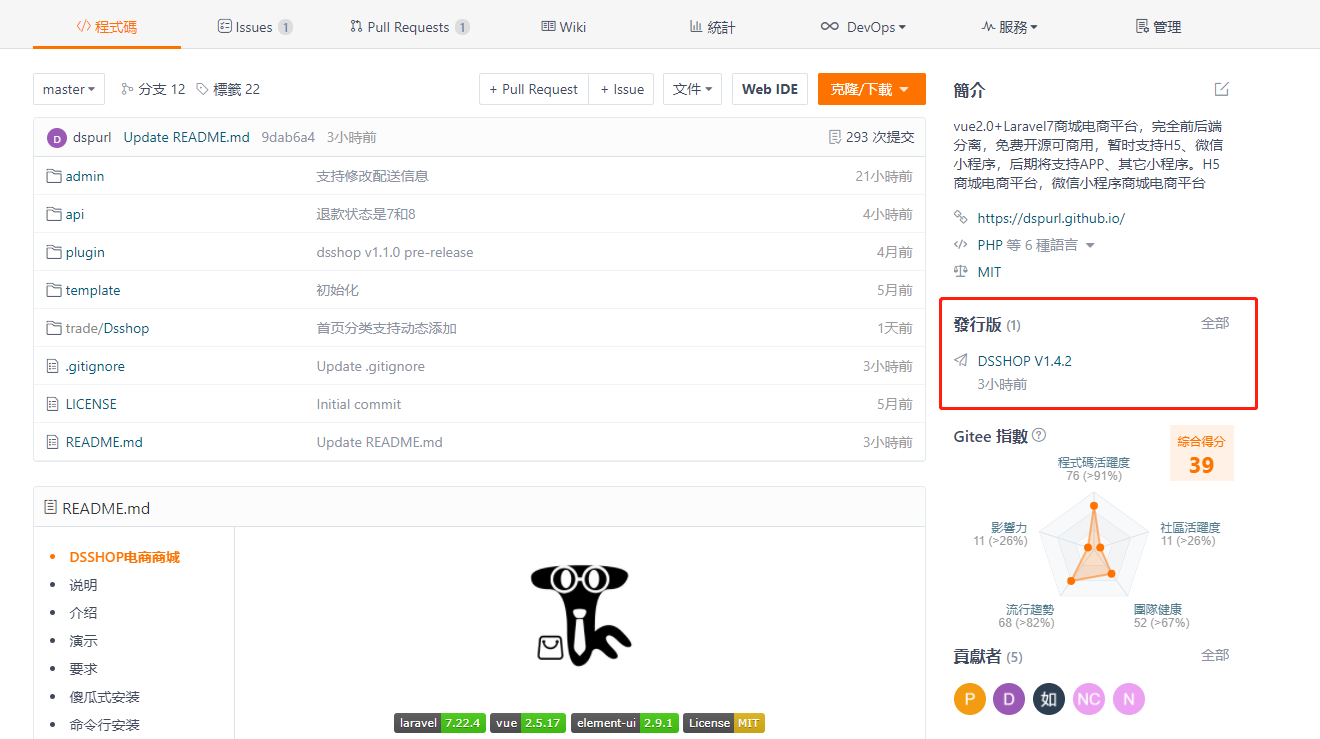 程式碼 Issues 1 Pull Requests 1 Wiki 統計 DevOps 服務 管理
master 分支 12 標籤 22 + Pull Request + Issue 文件 Web IDE 克隆/下載
D dspurl Update README.md 9dab6a4 3小時前 293 次提交
admin 支持修改配送信息 21小時前
api 退款状态是7和8 4小時前
plugin dsshop v1.1.0 pre-release 4月前
template 初始化 5月前
trade/Dsshop 首页分类支持动态添加 1天前
.gitignore Update .gitignore 3小時前
LICENSE Initial commit 5月前
README.md Update README.md 3小時前
README.md
DSSHOP电商商城
说明
介绍
演示
要求
傻瓜式安装
命令行安装
laravel 7.22.4 vue 2.5.17 element-ui 2.9.1 License MIT
簡介
vue2.0+Laravel7商城电商平台，完全前后端
分离，免费开源可商用，暂时支持H5、微信
小程序，后期将支持APP、其它小程序。H5
商城电商平台，微信小程序商城电商平台
https://dspurl.github.io/
PHP 等 6 種語言
MIT
發行版 (1) 全部
DSSHOP V1.4.2
3小時前
Gitee 指數 ?
綜合得分
39
程式碼活躍度
76 (>91%)
影響力
11 (>26%)
社區活躍度
11 (>26%)
流行趨勢
68 (>82%)
團隊健康
52 (>67%)
貢獻者 (5) 全部
P D 如 NC N